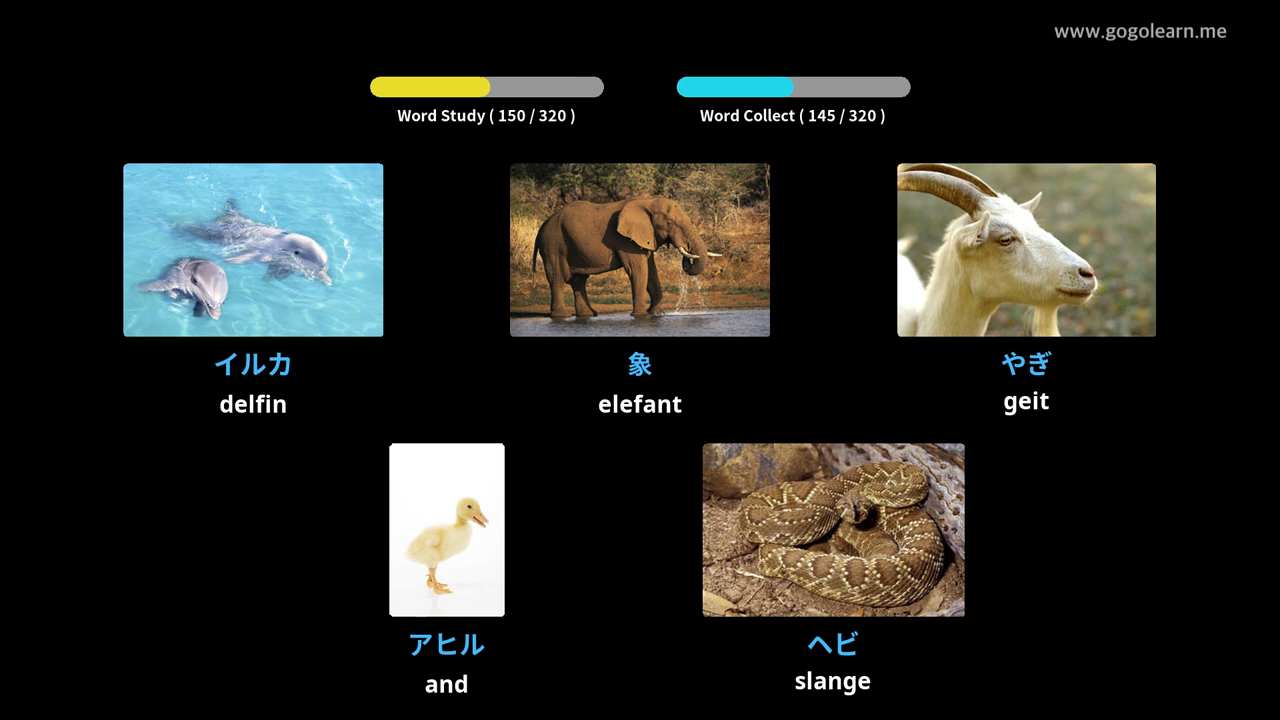 www.gogolearn.me
Word Study ( 150 / 320 )
Word Collect ( 145 / 320 )
イルカ
delfin
象
elefant
やぎ
geit
アヒル
and
ヘビ
slange